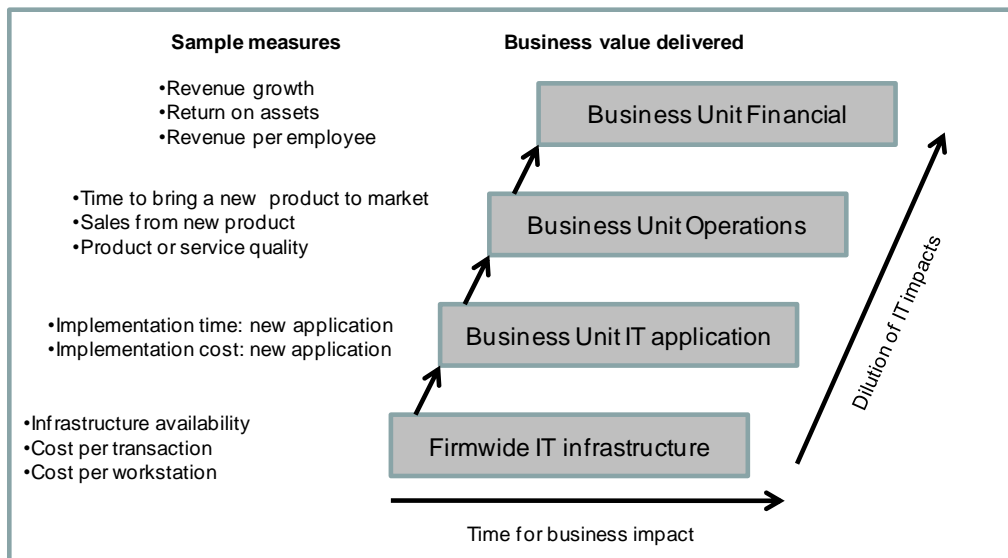 Sample measures
Business value delivered
•Revenue growth
•Return on assets
•Revenue per employee
Business Unit Financial
•Time to bring a new product to market
•Sales from new product
•Product or service quality
Business Unit Operations
•Implementation time: new application
•Implementation cost: new application
Business Unit IT application
•Infrastructure availability
•Cost per transaction
•Cost per workstation
Firmwide IT infrastructure
Dilution of IT impacts
Time for business impact